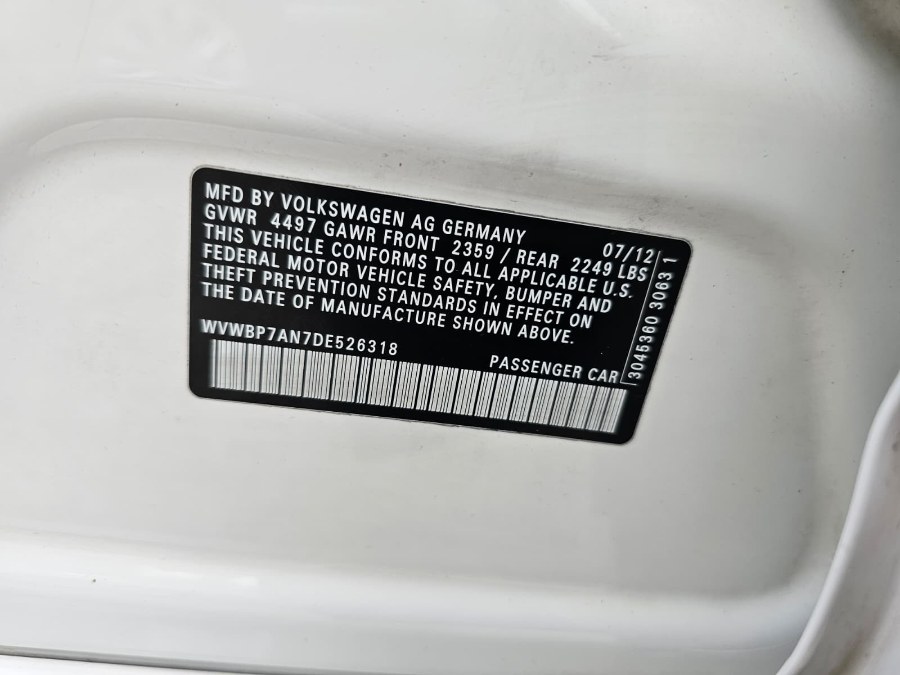 MFD BY VOLKSWAGEN AG GERMANY 07/12
GVWR 4497 GAWR FRONT 2359 / REAR 2249 LBS
THIS VEHICLE CONFORMS TO ALL APPLICABLE U.S.
FEDERAL MOTOR VEHICLE SAFETY, BUMPER AND
THEFT PREVENTION STANDARDS IN EFFECT ON
THE DATE OF MANUFACTURE SHOWN ABOVE.
WVWBP7AN7DE526318 PASSENGER CAR
3045360 3063 1